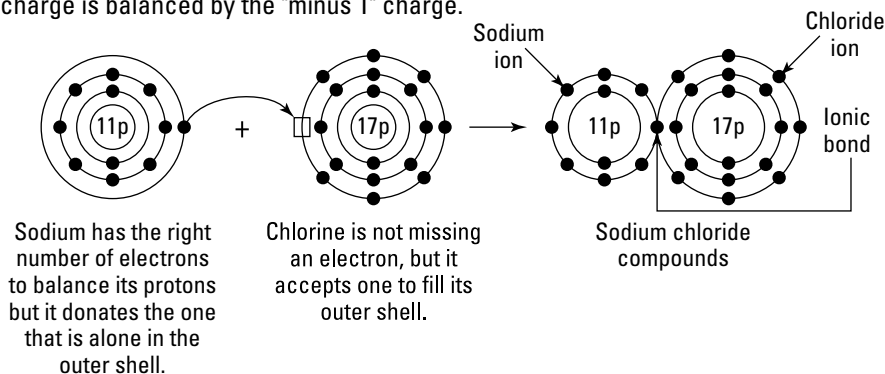 charge is balanced by the "minus 1" charge.
Sodium
ion
Chloride
ion
11p
+
17p
11p
17p
Ionic
bond
Sodium has the right
number of electrons
to balance its protons
but it donates the one
that is alone in the
outer shell.
Chlorine is not missing
an electron, but it
accepts one to fill its
outer shell.
Sodium chloride
compounds